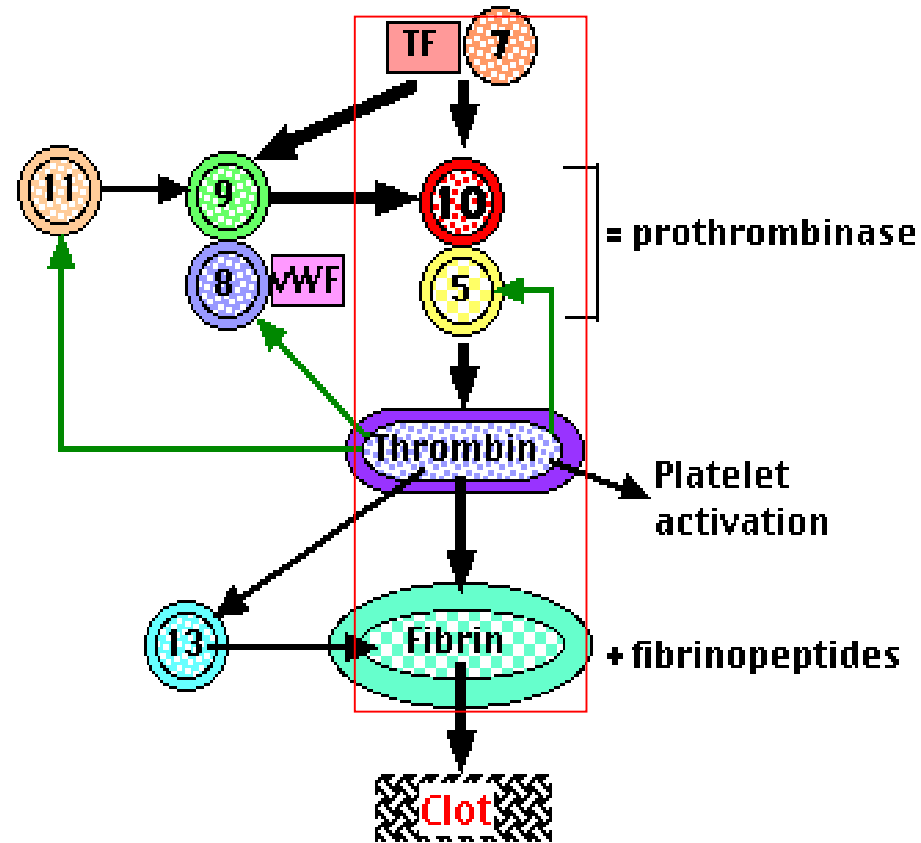 TF 7
11 9 10
= prothrombinase
8 vWF 5
Thrombin
Platelet
activation
13 Fibrin
+ fibrinopeptides
Clot